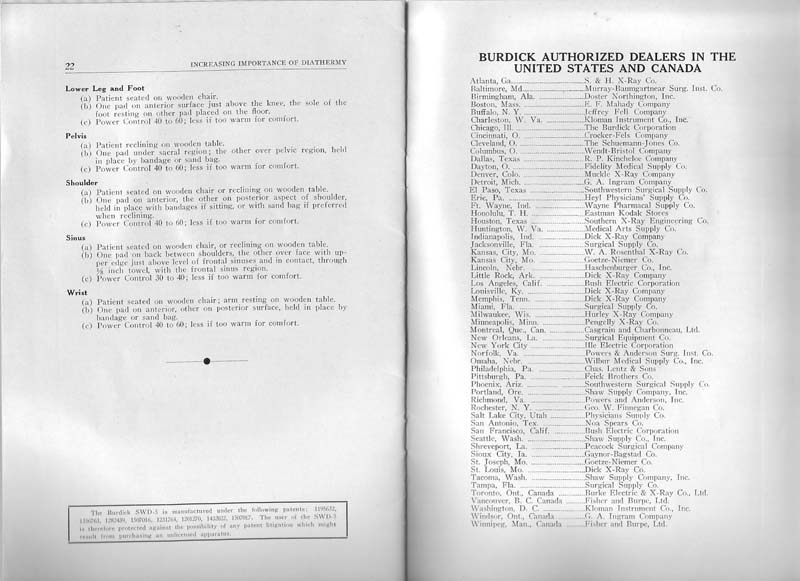 22
INCREASING IMPORTANCE OF DIATHERMY
Lower Leg and Foot
(a) Patient seated on wooden chair.
(b) One pad on anterior surface just above the knee, the sole of the
foot resting on other pad placed on the floor.
(c) Power Control 40 to 60; less if too warm for comfort.
Pelvis
(a) Patient reclining on wooden table.
(b) One pad under sacral region; the other over pelvic region, held
in place by bandage or sand bag.
(c) Power Control 40 to 60; less if too warm for comfort.
Shoulder
(a) Patient seated on wooden chair or reclining on wooden table.
(b) One pad on anterior, the other on posterior aspect of shoulder,
held in place with bandages if sitting, or with sand bag if preferred
when reclining.
(c) Power Control 40 to 60; less if too warm for comfort.
Sinus
(a) Patient seated on wooden chair, or reclining on wooden table.
(b) One pad on back between shoulders, the other over face with up-
per edge just above level of frontal sinuses and in contact, through
inch towel, with the frontal sinus region.
(c) Power Control 30 to 40; less if too warm for comfort.
Wrist
(a) Patient seated on wooden chair; arm resting on wooden table.
(b) One pad on anterior, other on posterior surface, held in place by
bandage or sand bag.
(c) Power Control 40 to 60; less if too warm for comfort.
The Burdick SWD-5 is manufactured under the following patents:
The user of the SWD-5
is therefore protected against the possibility of any patent litigation which might
result from purchasing an unlicensed apparatus.
BURDICK AUTHORIZED DEALERS IN THE
UNITED STATES AND CANADA
Atlanta, Ga. S. & H. X-Ray Co.
Baltimore, Md. Murray-Baumgartnear Surg. Inst. Co.
Birmingham, Ala. Doster Northington, Inc.
Boston, Mass. E. F. Mahady Company
Buffalo, N. Y. Jeffrey Fell Company
Charleston, W. Va. Kloman Instrument Co., Inc.
Chicago, Ill. The Burdick Corporation
Cincinnati, O. Crocker-Fels Company
Cleveland, O. The Schuemann-Jones Co.
Columbus, O. Wendt-Bristol Company
Dallas, Texas R. P. Kincheloe Company
Dayton, O. Fidelity Medical Supply Co.
Denver, Colo. Muckle X-Ray Company
Detroit, Mich. G. A. Ingram Company
El Paso, Texas Southwestern Surgical Supply Co.
Erie, Pa. Heyl Physicians' Supply Co.
Ft. Wayne, Ind. Wayne Pharmacal Supply Co.
Honolulu, T. H. Eastman Kodak Stores
Houston, Texas Southern X-Ray Engineering Co.
Huntington, W. Va. Medical Arts Supply Co.
Indianapolis, Ind. Dick X-Ray Company
Jacksonville, Fla. Surgical Supply Co.
Kansas, City, Mo. W. A. Rosenthal X-Ray Co.
Kansas City, Mo. Goetze-Niemer Co.
Lincoln, Nebr. Haschenburger Co., Inc.
Little Rock, Ark. Dick X-Ray Company
Los Angeles, Calif. Bush Electric Corporation
Louisville, Ky. Dick X-Ray Company
Memphis, Tenn. Dick X-Ray Company
Miami, Fla. Surgical Supply Co.
Milwaukee, Wis. Hurley X-Ray Company
Minneapolis, Minn. Pengelly X-Ray Co.
Montreal, Que., Can. Casgrain and Charbonneau, Ltd.
New Orleans, La. Surgical Equipment Co.
New York City Ille Electric Corporation
Norfolk, Va. Powers & Anderson Surg. Inst. Co.
Omaha, Nebr. Wilbur Medical Supply Co., Inc.
Philadelphia, Pa. Chas. Lentz & Sons
Pittsburgh, Pa. Feick Brothers Co.
Phoenix, Ariz. Southwestern Surgical Supply Co.
Portland, Ore. Shaw Supply Company, Inc.
Richmond, Va. Powers and Anderson, Inc.
Rochester, N. Y. Geo. W. Finnegan Co.
Salt Lake City, Utah Physicians Supply Co.
San Antonio, Tex. Noa Spears Co.
San Francisco, Calif. Bush Electric Corporation
Seattle, Wash. Shaw Supply Co., Inc.
Shreveport, La. Peacock Surgical Company
Sioux City, Ia. Gaynor-Bagstad Co.
St. Joseph, Mo. Goetze-Niemer Co.
St. Louis, Mo. Dick X-Ray Co.
Tacoma, Wash. Shaw Supply Company, Inc.
Tampa, Fla. Surgical Supply Co.
Toronto, Ont., Canada Burke Electric & X-Ray Co., Ltd.
Vancouver, B. C. Canada Fisher and Burpe, Ltd.
Washington, D. C. Kloman Instrument Co., Inc.
Windsor, Ont., Canada G. A. Ingram Company
Winnipeg, Man., Canada Fisher and Burpe, Ltd.